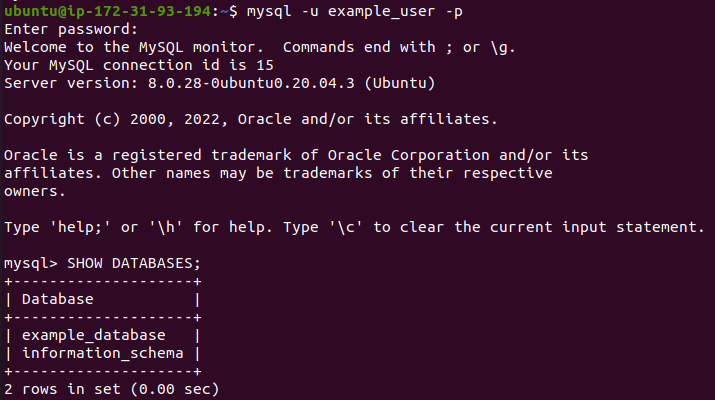 ubuntu@ip-172-31-93-194:~$ mysql -u example_user -p
Enter password:
Welcome to the MySQL monitor.  Commands end with ; or \g.
Your MySQL connection id is 15
Server version: 8.0.28-0ubuntu0.20.04.3 (Ubuntu)

Copyright (c) 2000, 2022, Oracle and/or its affiliates.

Oracle is a registered trademark of Oracle Corporation and/or its
affiliates. Other names may be trademarks of their respective
owners.

Type 'help;' or '\h' for help. Type '\c' to clear the current input statement.

mysql> SHOW DATABASES;
+--------------------+
| Database           |
+--------------------+
| example_database   |
| information_schema |
+--------------------+
2 rows in set (0.00 sec)